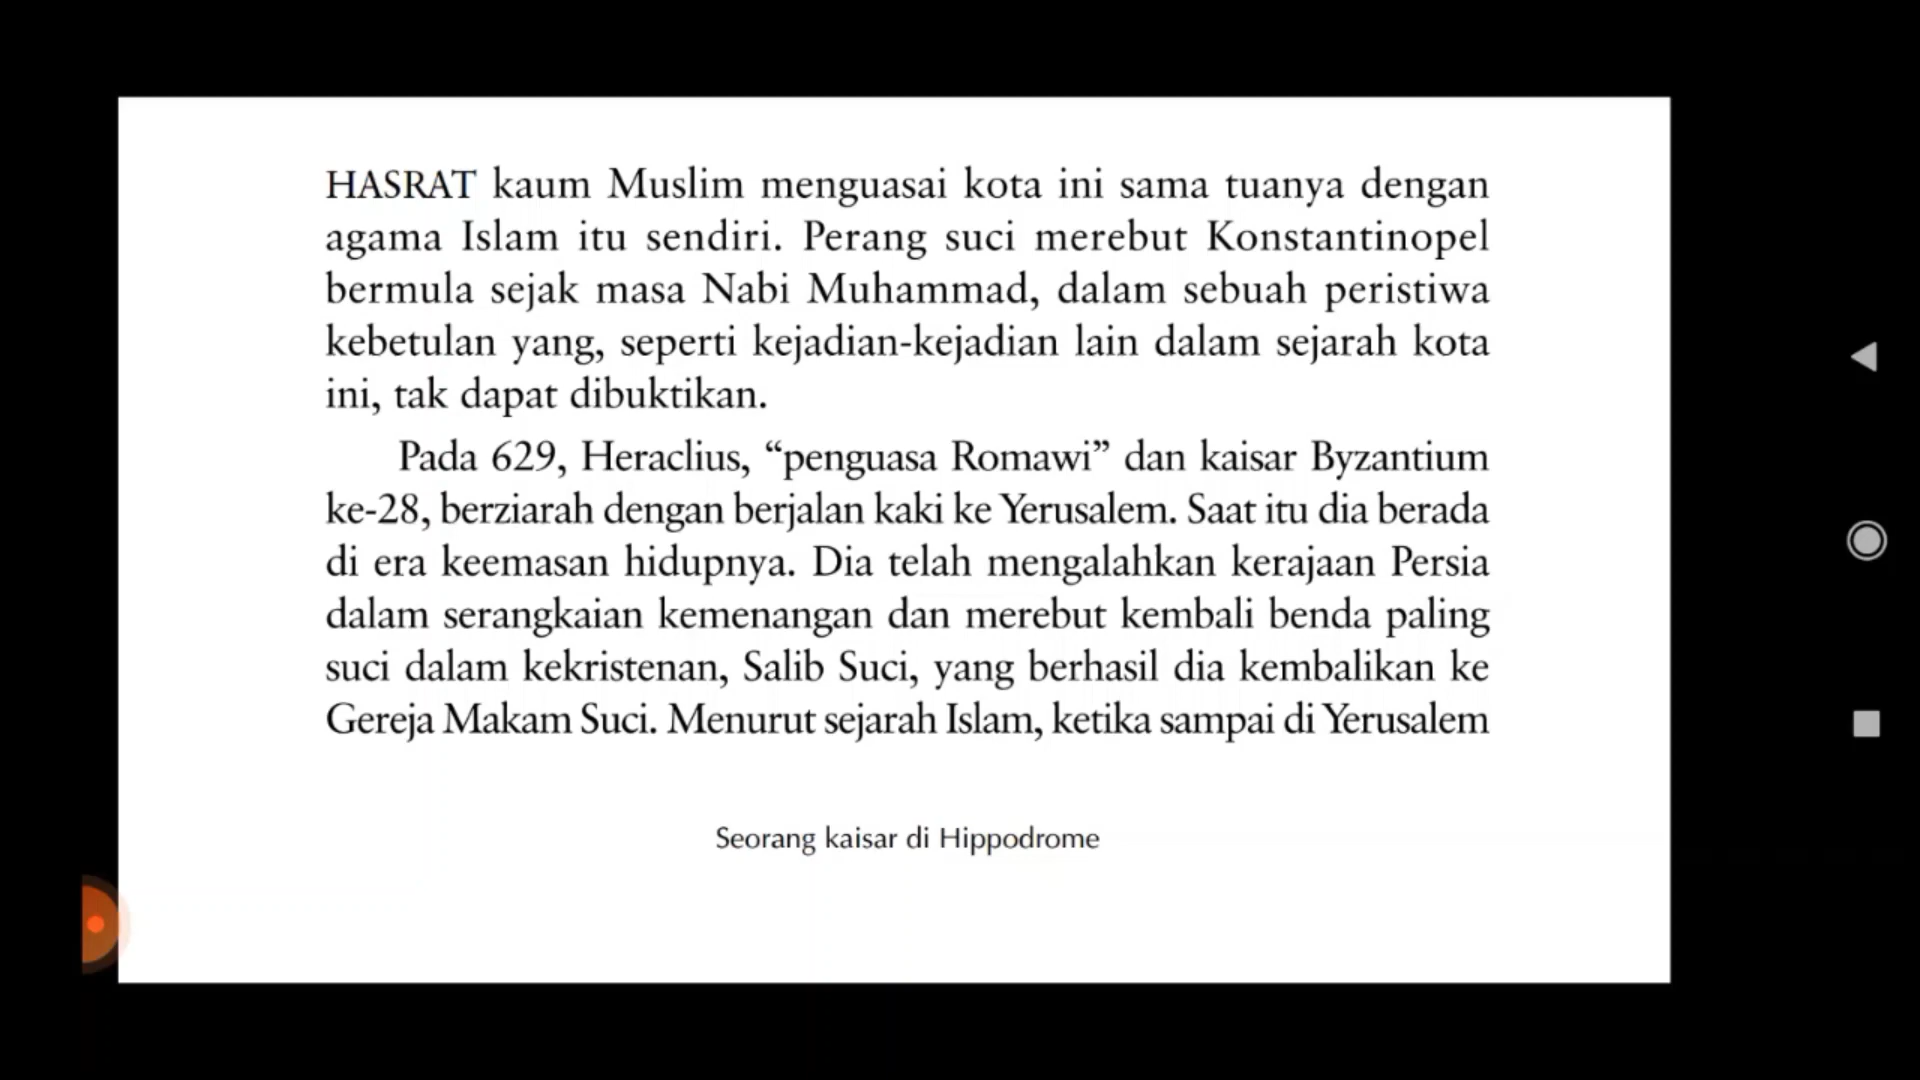 HASRAT kaum Muslim menguasai kota ini sama tuanya dengan
agama Islam itu sendiri. Perang suci merebut Konstantinopel
bermula sejak masa Nabi Muhammad, dalam sebuah peristiwa
kebetulan yang, seperti kejadian-kejadian lain dalam sejarah kota
ini, tak dapat dibuktikan.
Pada 629, Heraclius, “penguasa Romawi” dan kaisar Byzantium
ke-28, berziarah dengan berjalan kaki ke Yerusalem. Saat itu dia berada
di era keemasan hidupnya. Dia telah mengalahkan kerajaan Persia
dalam serangkaian kemenangan dan merebut kembali benda paling
suci dalam kekristenan, Salib Suci, yang berhasil dia kembalikan ke
Gereja Makam Suci. Menurut sejarah Islam, ketika sampai di Yerusalem
Seorang kaisar di Hippodrome